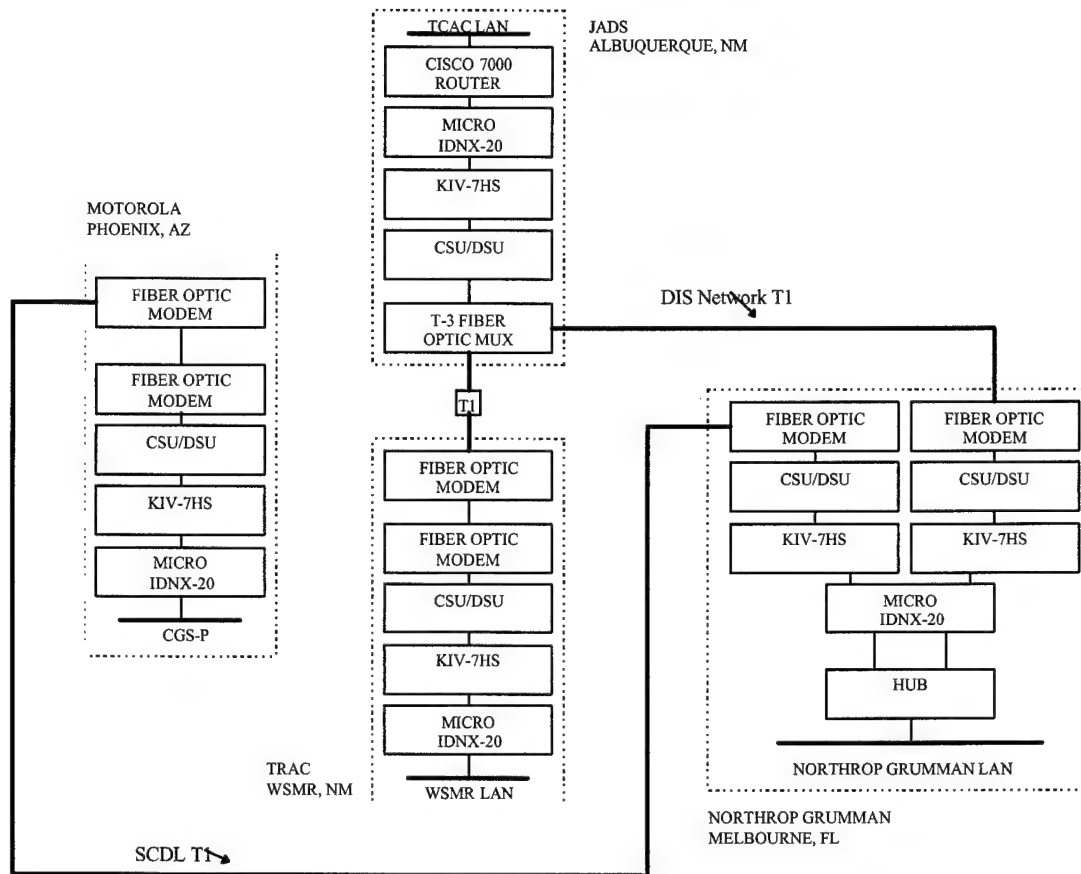 TCAC LAN
CISCO 7000
ROUTER
MICRO
IDNX-20
KIV-7HS
CSU/DSU
T-3 FIBER
OPTIC MUX
JADS
ALBUQUERQUE, NM
MOTOROLA
PHOENIX, AZ
FIBER OPTIC
MODEM
FIBER OPTIC
MODEM
CSU/DSU
KIV-7HS
MICRO
IDNX-20
CGS-P
DIS Network T1
T1
FIBER OPTIC
MODEM
FIBER OPTIC
MODEM
CSU/DSU
KIV-7HS
MICRO
IDNX-20
WSMR LAN
TRAC
WSMR, NM
FIBER OPTIC
MODEM
CSU/DSU
KIV-7HS
FIBER OPTIC
MODEM
CSU/DSU
KIV-7HS
MICRO
IDNX-20
HUB
NORTHROP GRUMMAN LAN
NORTHROP GRUMMAN
MELBOURNE, FL
SCDL T1